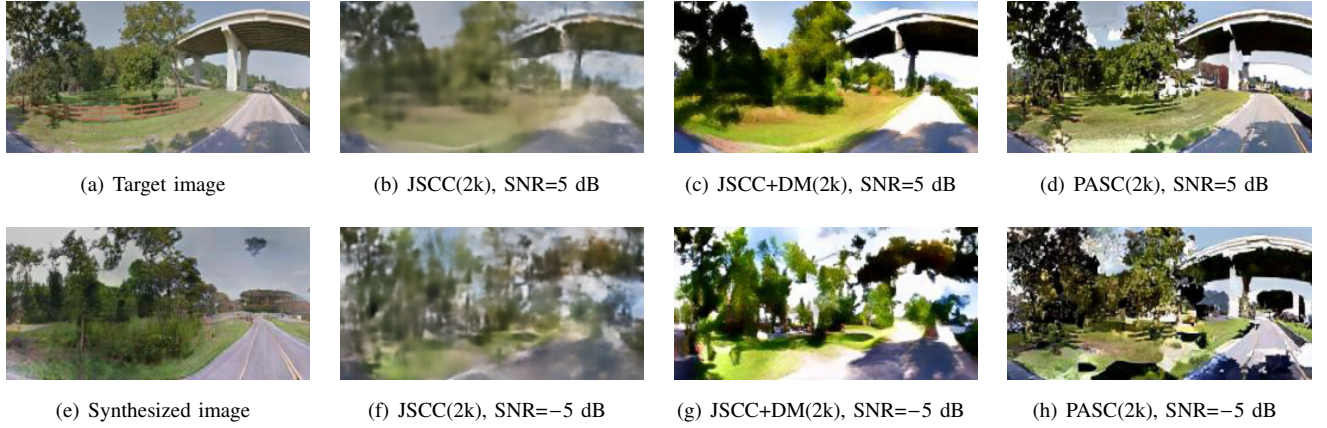 (a) Target image
(b) JSCC(2k), SNR=5 dB
(c) JSCC+DM(2k), SNR=5 dB
(d) PASC(2k), SNR=5 dB
(e) Synthesized image
(f) JSCC(2k), SNR=−5 dB
(g) JSCC+DM(2k), SNR=−5 dB
(h) PASC(2k), SNR=−5 dB